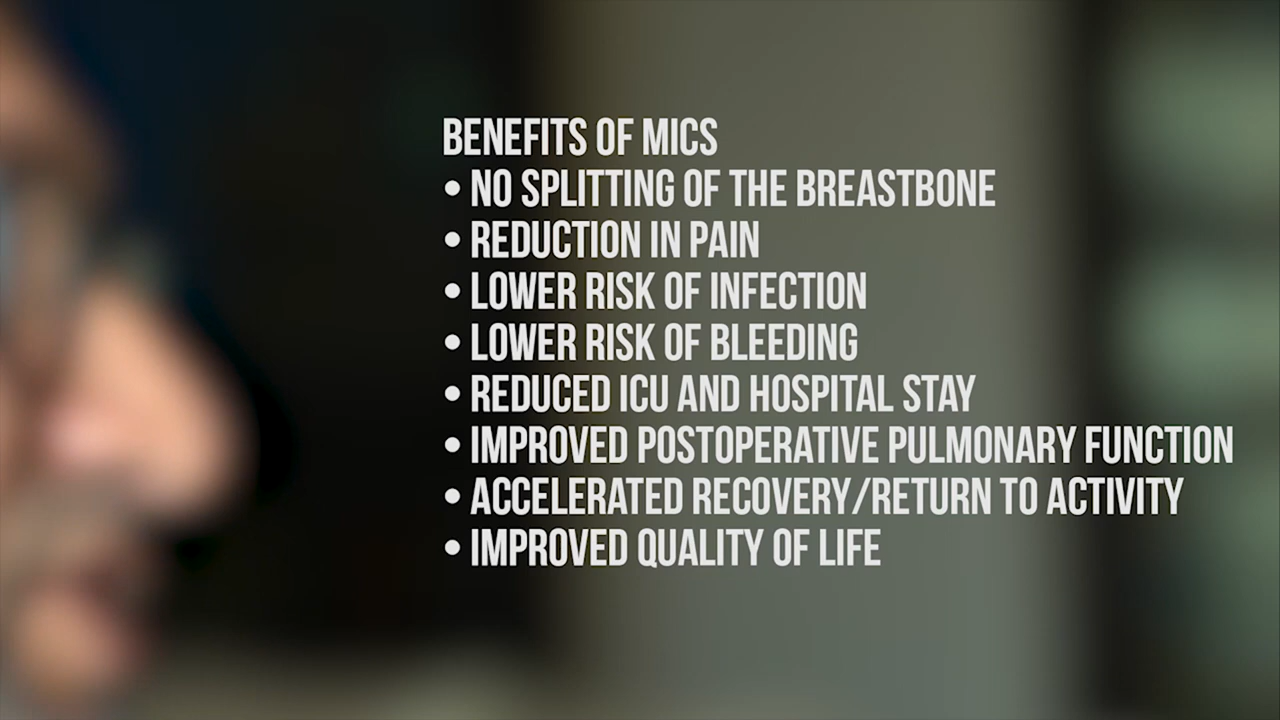 BENEFITS OF MICS
• NO SPLITTING OF THE BREASTBONE
• REDUCTION IN PAIN
• LOWER RISK OF INFECTION
• LOWER RISK OF BLEEDING
• REDUCED ICU AND HOSPITAL STAY
• IMPROVED POSTOPERATIVE PULMONARY FUNCTION
• ACCELERATED RECOVERY/RETURN TO ACTIVITY
• IMPROVED QUALITY OF LIFE